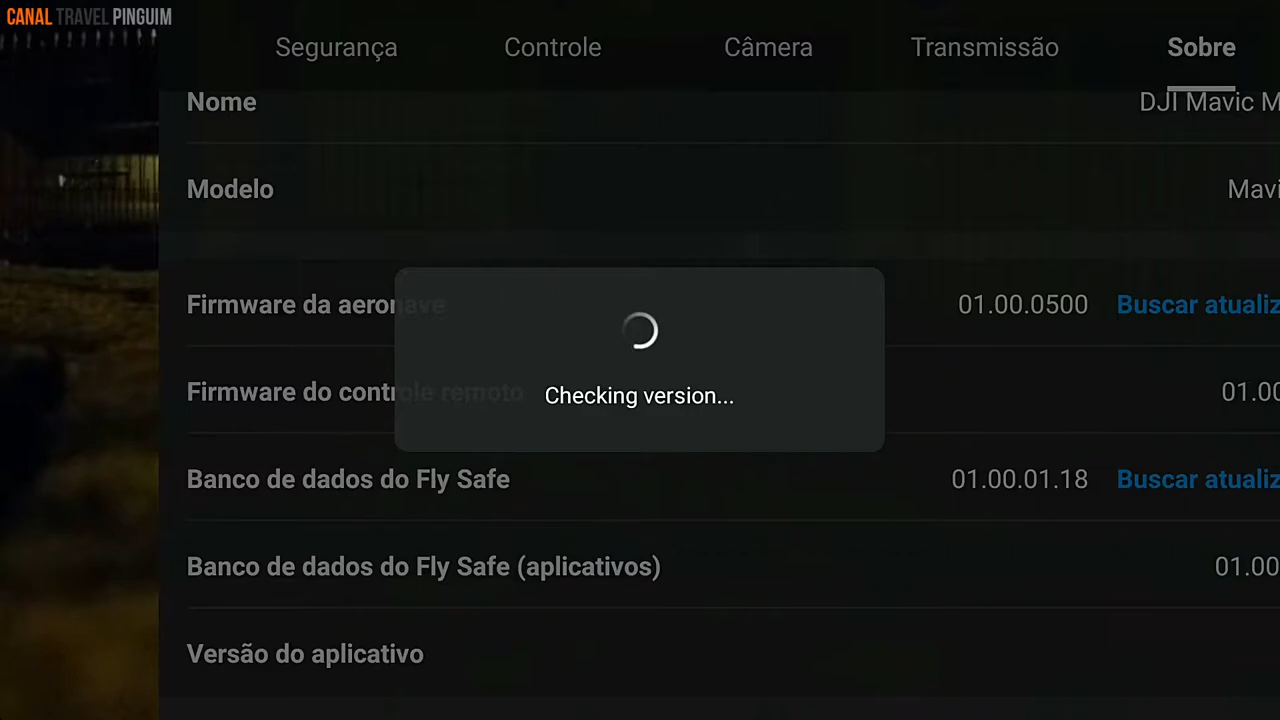 CANAL TRAVEL PINGUIM
Segurança Controle Câmera Transmissão Sobre
Nome DJI Mavic M
Modelo Mavi
Firmware da aeronave 01.00.0500 Buscar atualiz
Checking version...
Firmware do controle remoto 01.00
Banco de dados do Fly Safe 01.00.01.18 Buscar atualiz
Banco de dados do Fly Safe (aplicativos) 01.00
Versão do aplicativo